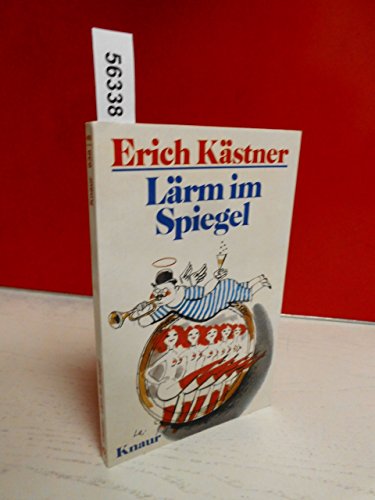 56338
Erich Kästner
Lärm im
Spiegel
Knaur